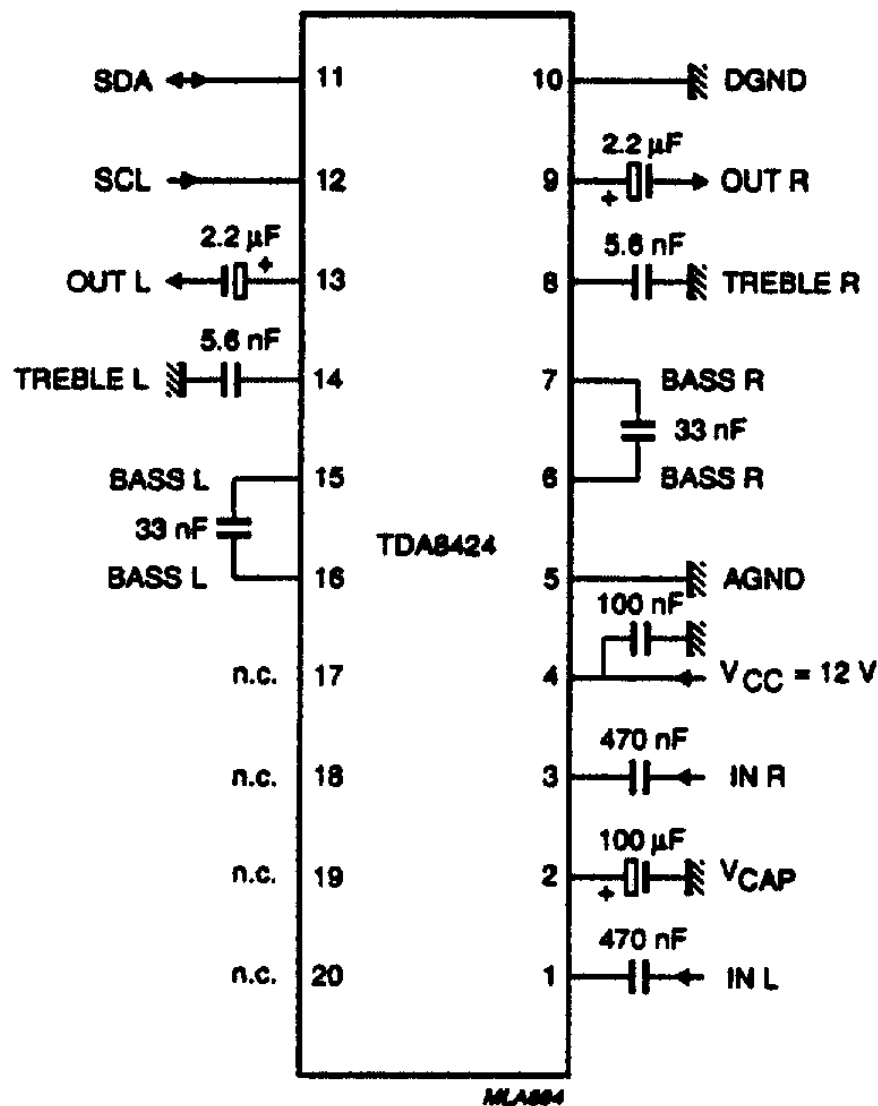 SDA 11 10 DGND
2.2 µF
SCL 12 9 + OUT R
2.2 µF 5.6 nF
OUT L + 13 8 TREBLE R
5.6 nF
TREBLE L 14 7 BASS R
33 nF
BASS L 15 6 BASS R
33 nF TDA8424
BASS L 16 5 AGND
100 nF
n.c. 17 4 VCC = 12 V
470 nF
n.c. 18 3 IN R
100 µF
n.c. 19 2 + VCAP
470 nF
n.c. 20 1 IN L
MLA694